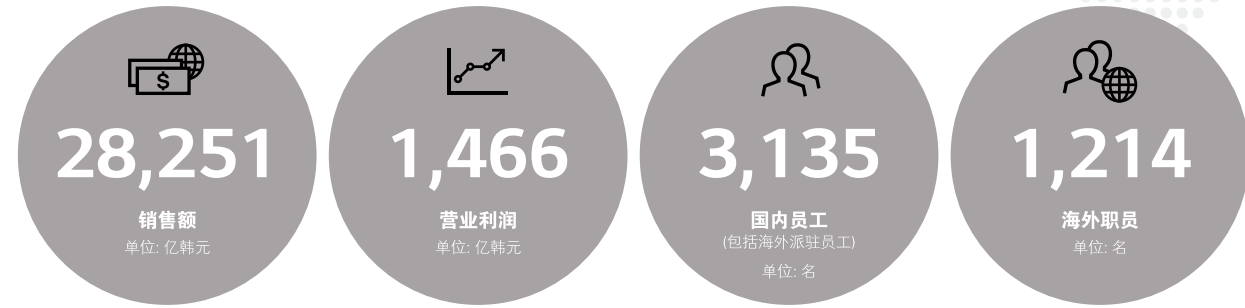 $
28,251
销售额
单位: 亿韩元
1,466
营业利润
单位: 亿韩元
3,135
国内员工
(包括海外派驻员工)
单位: 名
1,214
海外职员
单位: 名